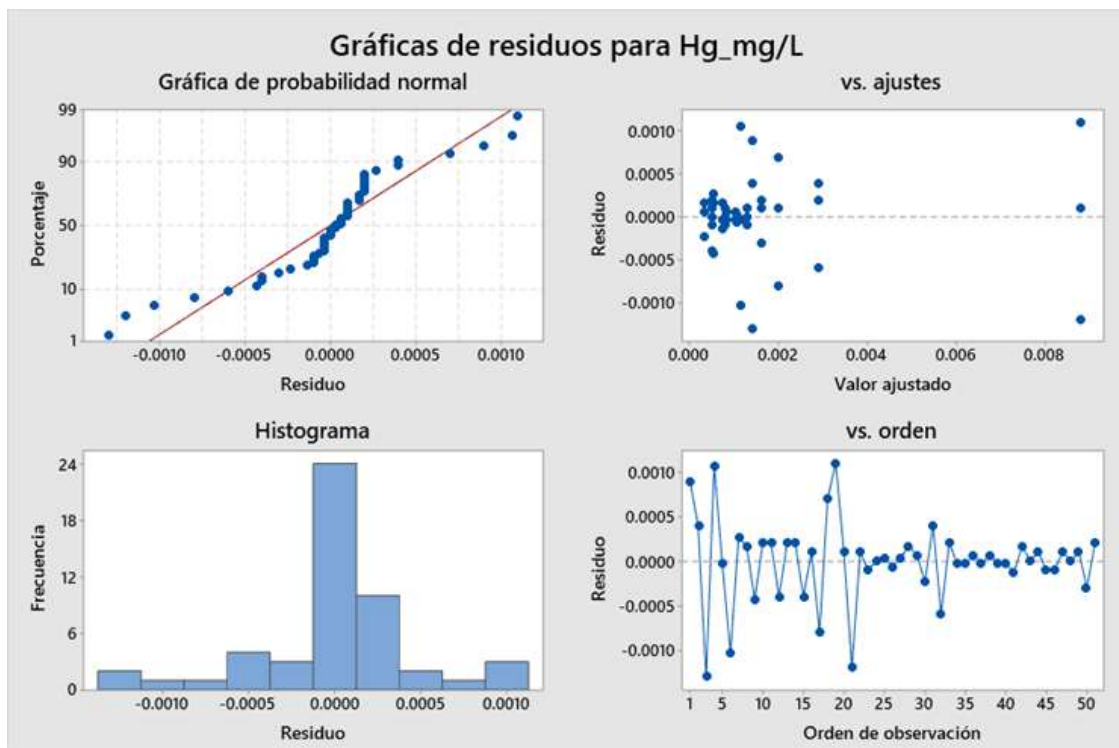 Gráficas de residuos para Hg_mg/L
Gráfica de probabilidad normal
99
90
50
10
1
Porcentaje
-0.0010 -0.0005 0.0000 0.0005 0.0010
Residuo
vs. ajustes
0.0010
0.0005
0.0000
-0.0005
-0.0010
Residuo
0.000 0.002 0.004 0.006 0.008
Valor ajustado
Histograma
24
18
12
6
0
Frecuencia
-0.0010 -0.0005 0.0000 0.0005 0.0010
Residuo
vs. orden
0.0010
0.0005
0.0000
-0.0005
-0.0010
Residuo
1 5 10 15 20 25 30 35 40 45 50
Orden de observación